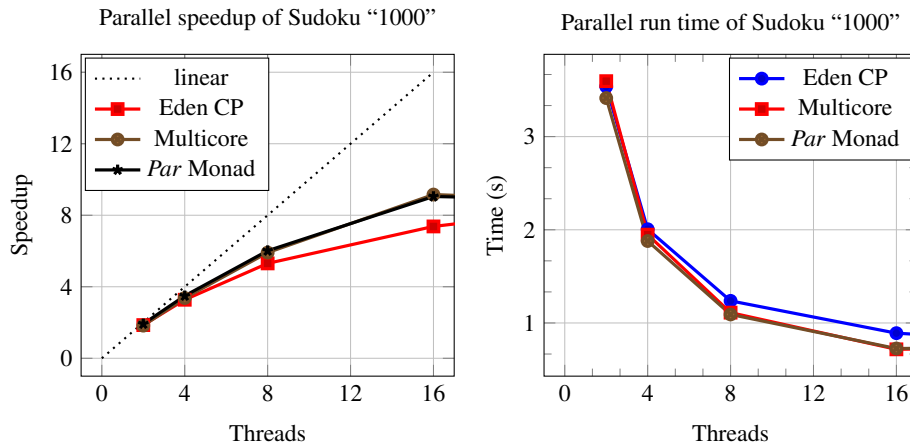 Parallel speedup of Sudoku “1000”
16
12
8
4
0
Speedup
linear
Eden CP
Multicore
Par Monad
0 4 8 12 16
Threads
Parallel run time of Sudoku “1000”
3
2
1
Time (s)
Eden CP
Multicore
Par Monad
0 4 8 12 16
Threads